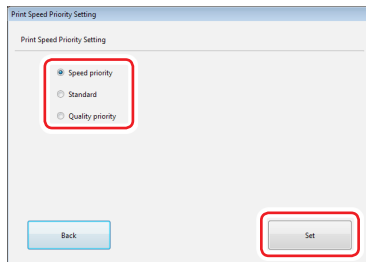 Print Speed Priority Setting
Print Speed Priority Setting
Speed priority
Standard
Quality priority
Back Set